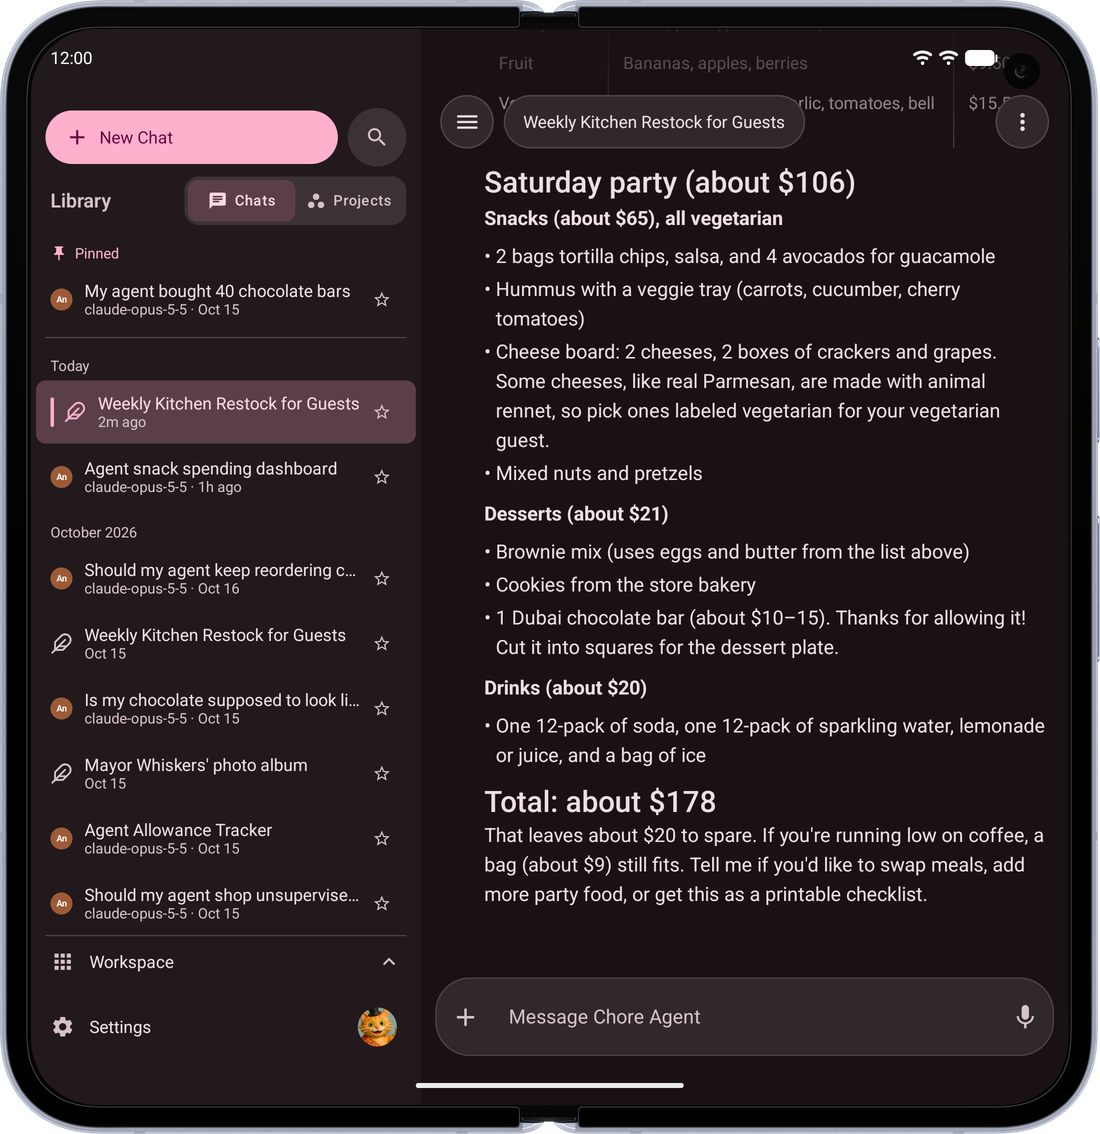 12:00
New Chat
Library
Chats
Projects
Pinned
An
My agent bought 40 chocolate bars
claude-opus-5-5 · Oct 15
Today
Weekly Kitchen Restock for Guests
2m ago
An
Agent snack spending dashboard
claude-opus-5-5 · 1h ago
October 2026
An
Should my agent keep reordering c…
claude-opus-5-5 · Oct 16
Weekly Kitchen Restock for Guests
Oct 15
An
Is my chocolate supposed to look li…
claude-opus-5-5 · Oct 15
Mayor Whiskers' photo album
Oct 15
An
Agent Allowance Tracker
claude-opus-5-5 · Oct 15
An
Should my agent shop unsupervise…
claude-opus-5-5 · Oct 15
Workspace
Settings
Fruit
Bananas, apples, berries
rlic, tomatoes, bell
$15.
Weekly Kitchen Restock for Guests
Saturday party (about $106)
Snacks (about $65), all vegetarian
• 2 bags tortilla chips, salsa, and 4 avocados for guacamole
• Hummus with a veggie tray (carrots, cucumber, cherry
tomatoes)
• Cheese board: 2 cheeses, 2 boxes of crackers and grapes.
Some cheeses, like real Parmesan, are made with animal
rennet, so pick ones labeled vegetarian for your vegetarian
guest.
• Mixed nuts and pretzels
Desserts (about $21)
• Brownie mix (uses eggs and butter from the list above)
• Cookies from the store bakery
• 1 Dubai chocolate bar (about $10–15). Thanks for allowing it!
Cut it into squares for the dessert plate.
Drinks (about $20)
• One 12-pack of soda, one 12-pack of sparkling water, lemonade
or juice, and a bag of ice
Total: about $178
That leaves about $20 to spare. If you're running low on coffee, a
bag (about $9) still fits. Tell me if you'd like to swap meals, add
more party food, or get this as a printable checklist.
Message Chore Agent